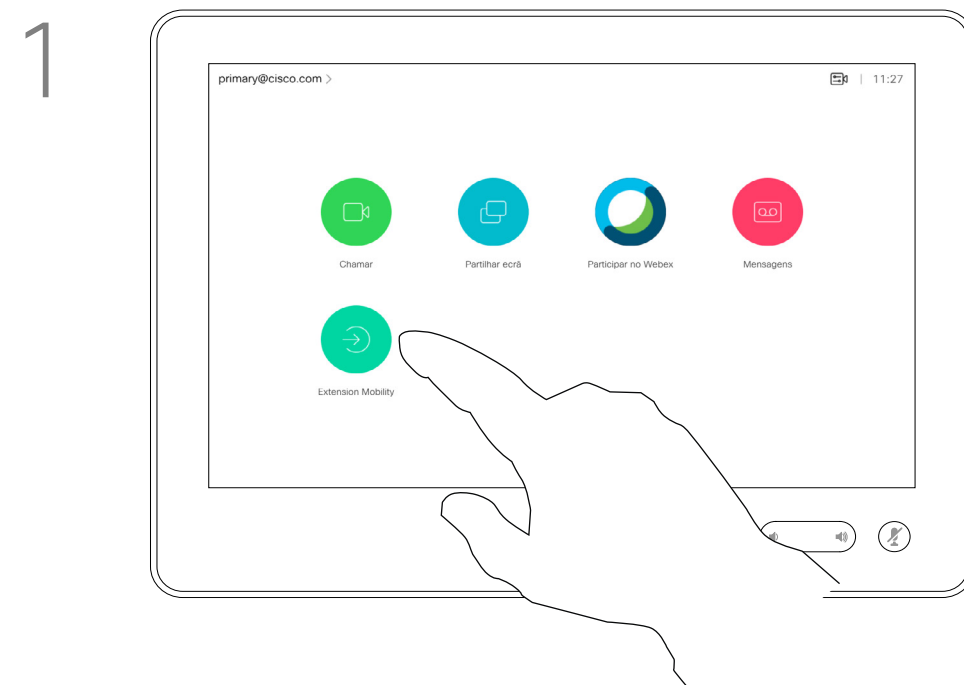 1
primary@cisco.com >
11:27
Chamar
Partilhar ecrã
Participar no Webex
Mensagens
Extension Mobility